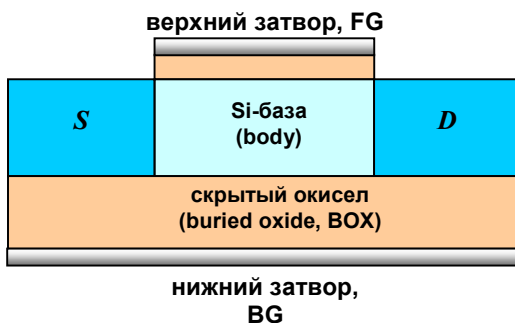 верхний затвор, FG
S
Si-база
(body)
D
скрытый окисел
(buried oxide, BOX)
нижний затвор,
BG